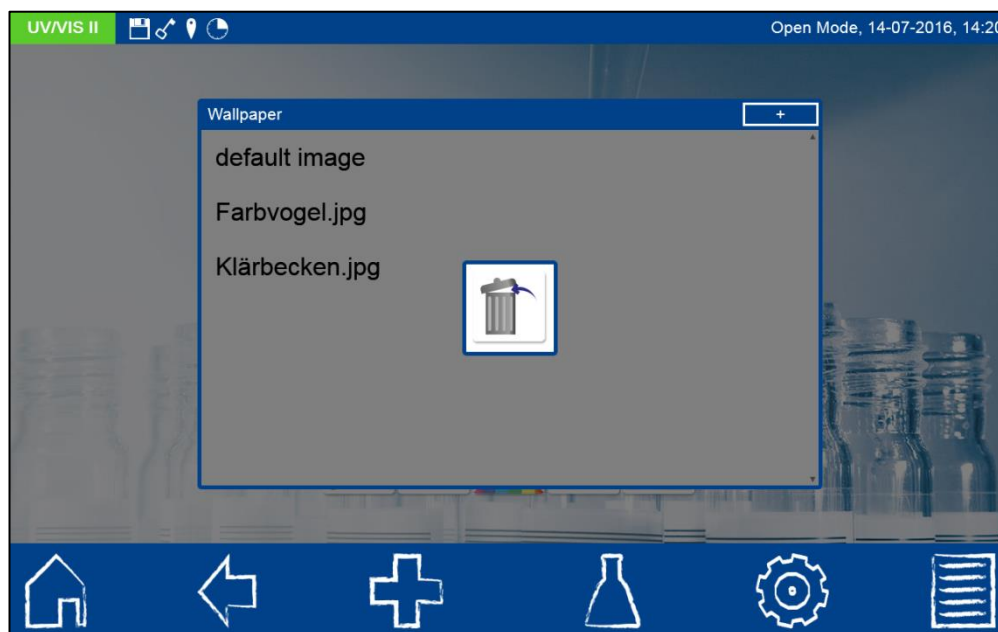 UV/VIS II
Open Mode, 14-07-2016, 14:20
Wallpaper
+
default image
Farbvogel.jpg
Klärbecken.jpg